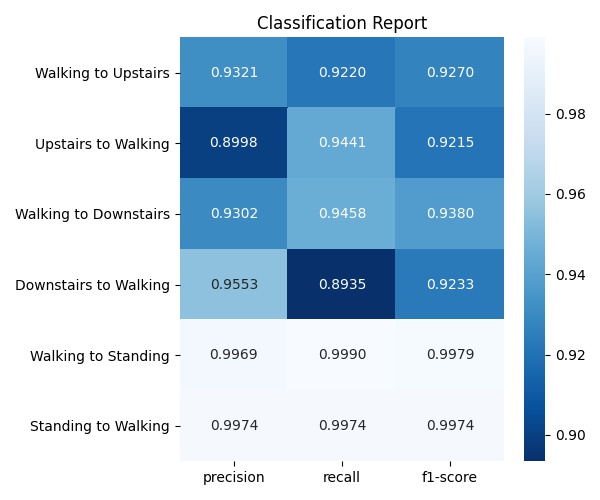 Classification Report
Walking to Upstairs 0.9321 0.9220 0.9270
Upstairs to Walking 0.8998 0.9441 0.9215
Walking to Downstairs 0.9302 0.9458 0.9380
Downstairs to Walking 0.9553 0.8935 0.9233
Walking to Standing 0.9969 0.9990 0.9979
Standing to Walking 0.9974 0.9974 0.9974
precision recall f1-score
0.98
0.96
0.94
0.92
0.90